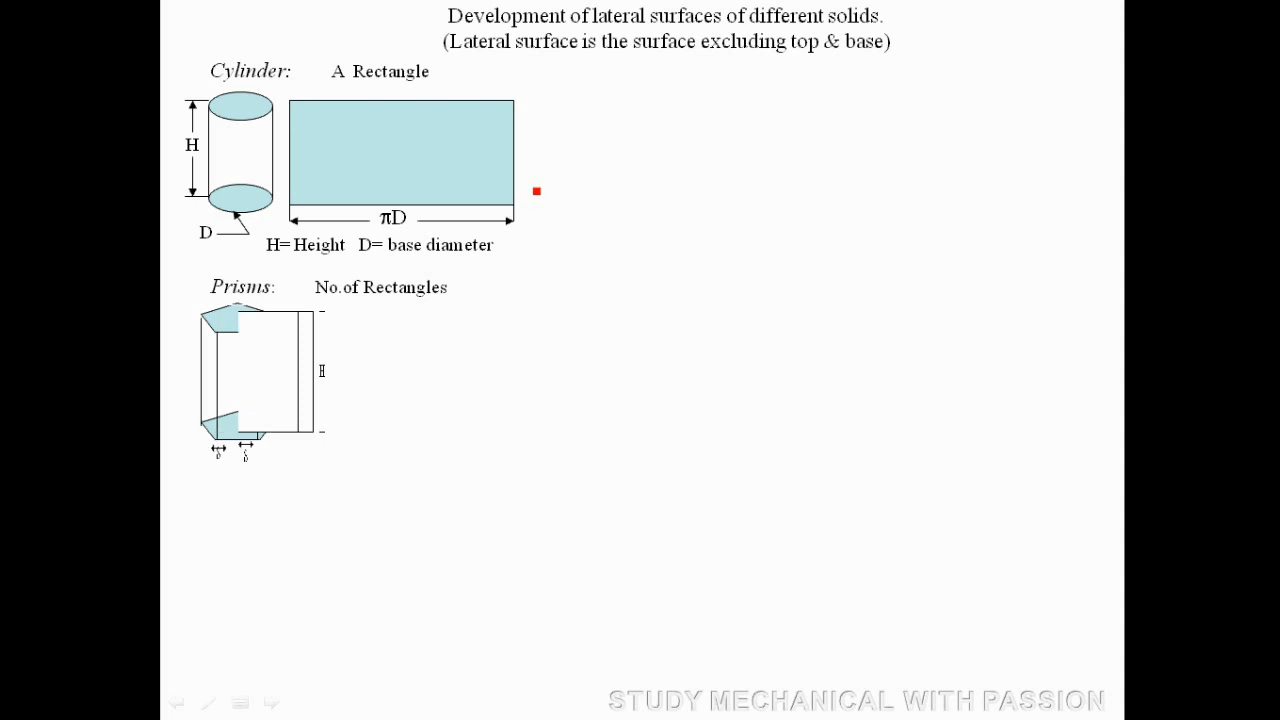 Development of lateral surfaces of different solids.
(Lateral surface is the surface excluding top & base)
Cylinder: A Rectangle
H
πD
D
H= Height D= base diameter
Prisms: No.of Rectangles
H
STUDY MECHANICAL WITH PASSION